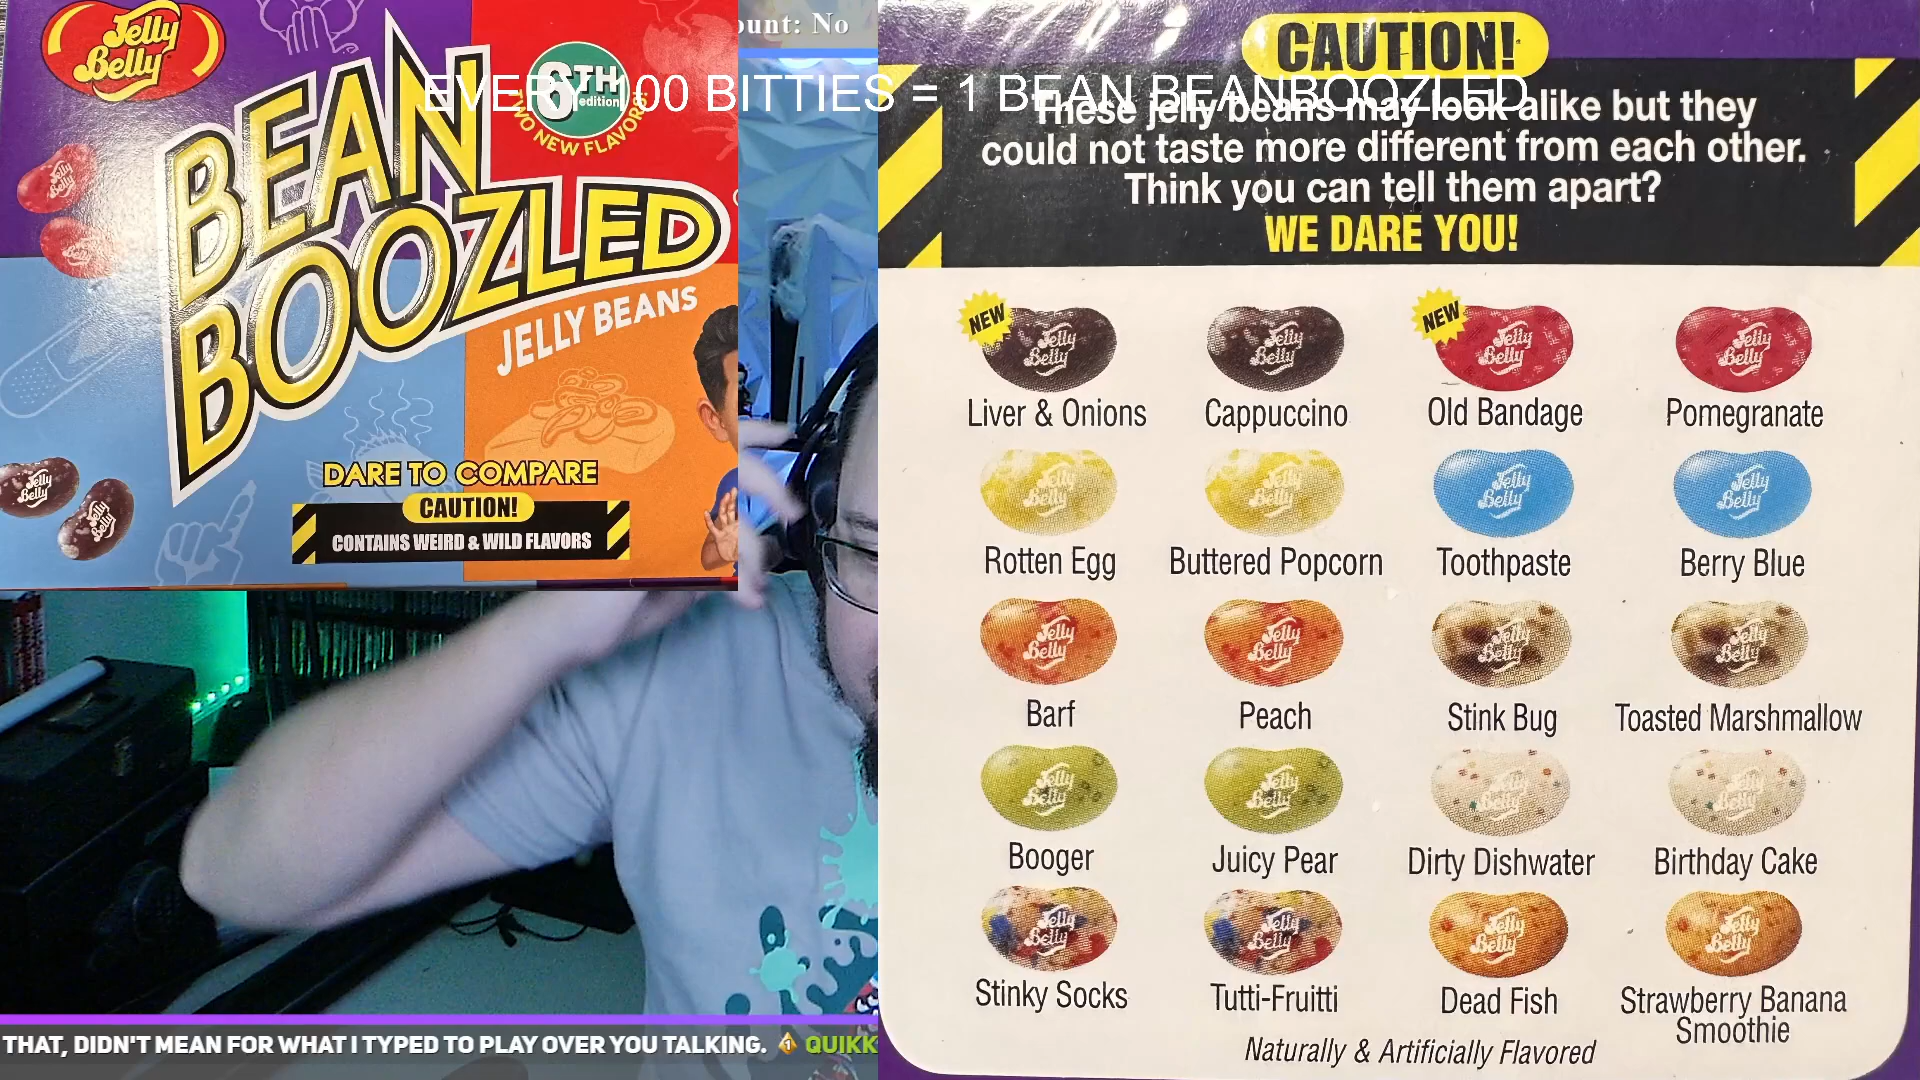 Jelly
Belly
BEAN
BOOZLED
JELLY BEANS
6TH
edition
TWO NEW FLAVORS!
DARE TO COMPARE
CAUTION!
CONTAINS WEIRD & WILD FLAVORS
ount: No
EVERY 100 BITTIES = 1 BEAN BEANBOOZLED
CAUTION!
These jelly beans may look alike but they
could not taste more different from each other.
Think you can tell them apart?
WE DARE YOU!
NEW
NEW
Liver & Onions
Cappuccino
Old Bandage
Pomegranate
Rotten Egg
Buttered Popcorn
Toothpaste
Berry Blue
Barf
Peach
Stink Bug
Toasted Marshmallow
Booger
Juicy Pear
Dirty Dishwater
Birthday Cake
Stinky Socks
Tutti-Fruitti
Dead Fish
Strawberry Banana
Smoothie
Naturally & Artificially Flavored
THAT, DIDN'T MEAN FOR WHAT I TYPED TO PLAY OVER YOU TALKING. 1 QUIKK